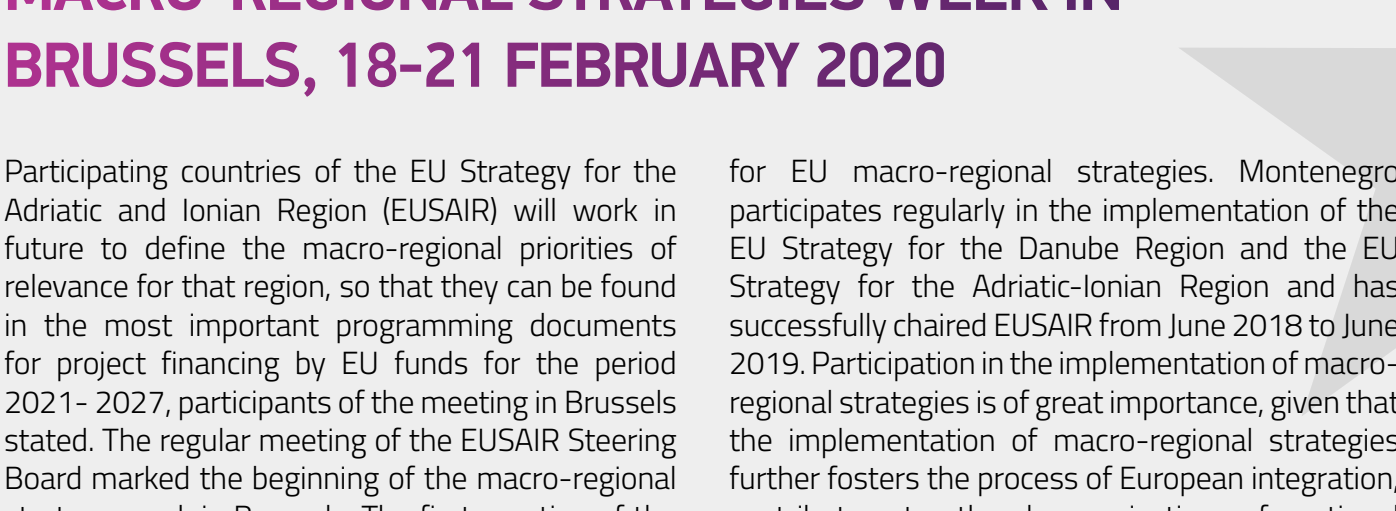 MACRO-REGIONAL STRATEGIES WEEK IN
BRUSSELS, 18-21 FEBRUARY 2020
Participating countries of the EU Strategy for the
Adriatic and Ionian Region (EUSAIR) will work in
future to define the macro-regional priorities of
relevance for that region, so that they can be found
in the most important programming documents
for project financing by EU funds for the period
2021- 2027, participants of the meeting in Brussels
stated. The regular meeting of the EUSAIR Steering
Board marked the beginning of the macro-regional
for EU macro-regional strategies. Montenegro
participates regularly in the implementation of the
EU Strategy for the Danube Region and the EU
Strategy for the Adriatic-Ionian Region and has
successfully chaired EUSAIR from June 2018 to June
2019. Participation in the implementation of macro-
regional strategies is of great importance, given that
the implementation of macro-regional strategies
further fosters the process of European integration,